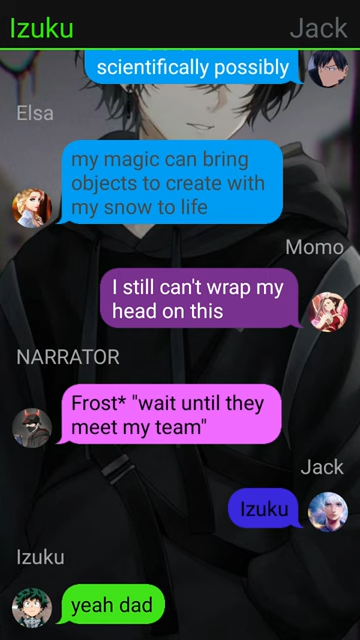 Izuku
Jack
scientifically possibly
Elsa
my magic can bring
objects to create with
my snow to life
Momo
I still can't wrap my
head on this
NARRATOR
Frost* "wait until they
meet my team"
Jack
Izuku
Izuku
yeah dad